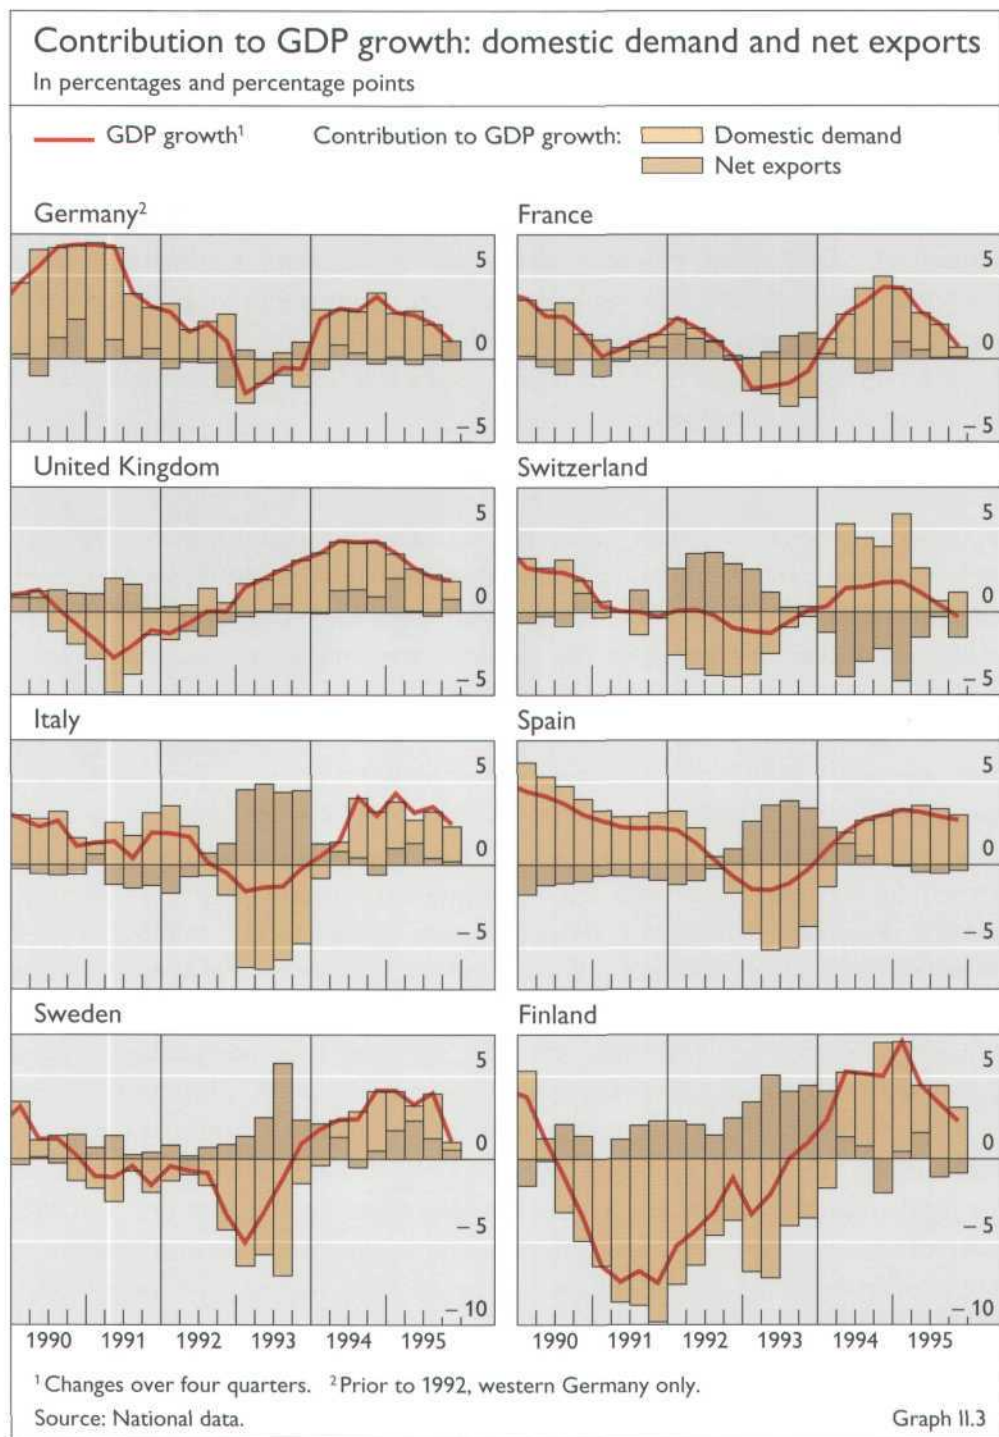 Contribution to GDP growth: domestic demand and net exports
In percentages and percentage points
GDP growth¹ Contribution to GDP growth: Domestic demand
Net exports
Germany² France
5 5
0 0
– 5 – 5
United Kingdom Switzerland
5 5
0 0
– 5 – 5
Italy Spain
5 5
0 0
– 5 – 5
Sweden Finland
5 5
0 0
– 5 – 5
– 10 – 10
1990 1991 1992 1993 1994 1995 1990 1991 1992 1993 1994 1995
¹ Changes over four quarters. ² Prior to 1992, western Germany only.
Source: National data. Graph II.3